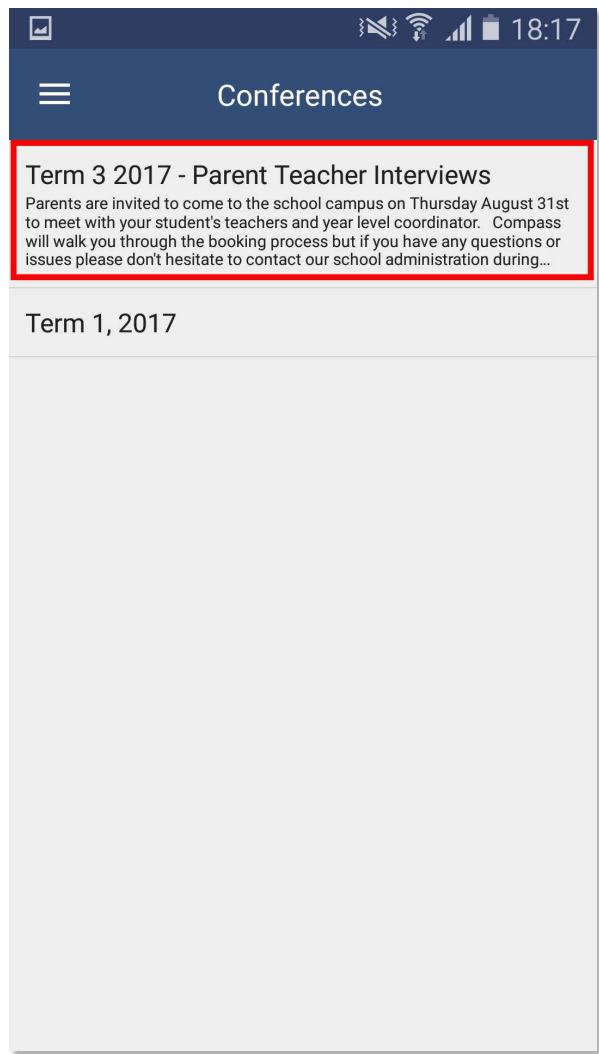 18:17
Conferences
Term 3 2017 - Parent Teacher Interviews
Parents are invited to come to the school campus on Thursday August 31st
to meet with your student's teachers and year level coordinator.   Compass
will walk you through the booking process but if you have any questions or
issues please don't hesitate to contact our school administration during...
Term 1, 2017